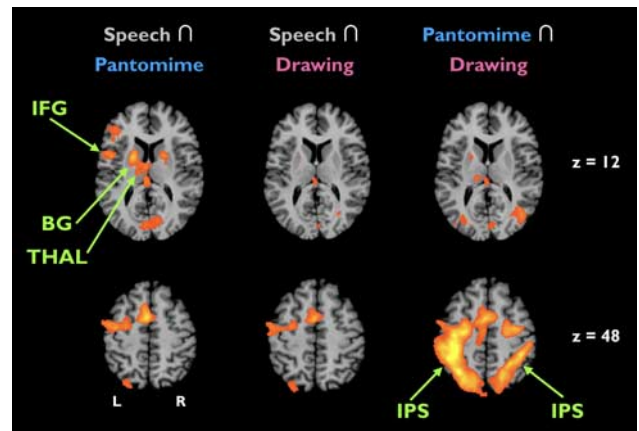 Speech ∩ Speech ∩ Pantomime ∩
Pantomime Drawing Drawing
IFG
z = 12
BG
THAL
z = 48
L R
IPS IPS